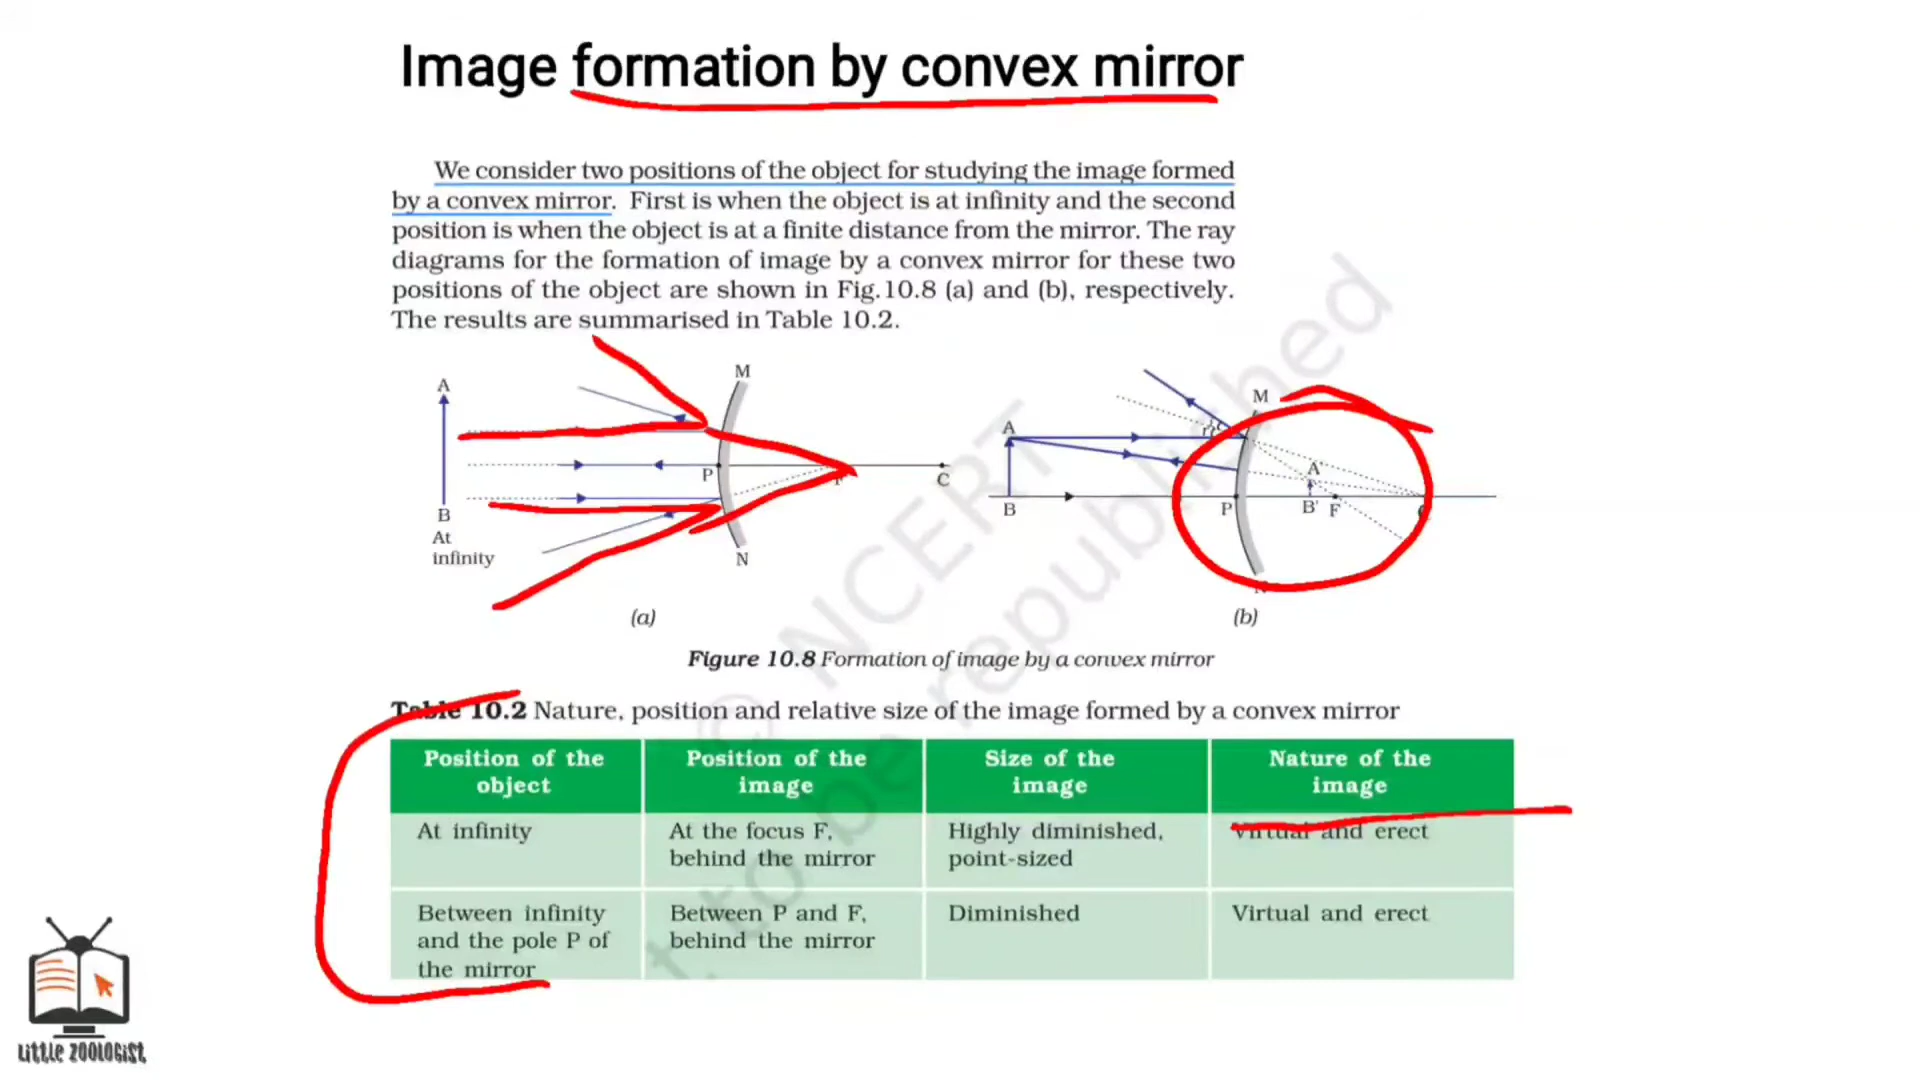 Image formation by convex mirror
We consider two positions of the object for studying the image formed
by a convex mirror. First is when the object is at infinity and the second
position is when the object is at a finite distance from the mirror. The ray
diagrams for the formation of image by a convex mirror for these two
positions of the object are shown in Fig.10.8 (a) and (b), respectively.
The results are summarised in Table 10.2.
A
B
At
infinity
M
P
F
C
N
(a)
A
B
M
P
A'
B'
F
C
N
(b)
Figure 10.8 Formation of image by a convex mirror
Table 10.2 Nature, position and relative size of the image formed by a convex mirror
Position of the
object
Position of the
image
Size of the
image
Nature of the
image
At infinity
At the focus F,
behind the mirror
Highly diminished,
point-sized
Virtual and erect
Between infinity
and the pole P of
the mirror
Between P and F,
behind the mirror
Diminished
Virtual and erect
© NCERT
to be republished
LITTLE ZOOLOGIST